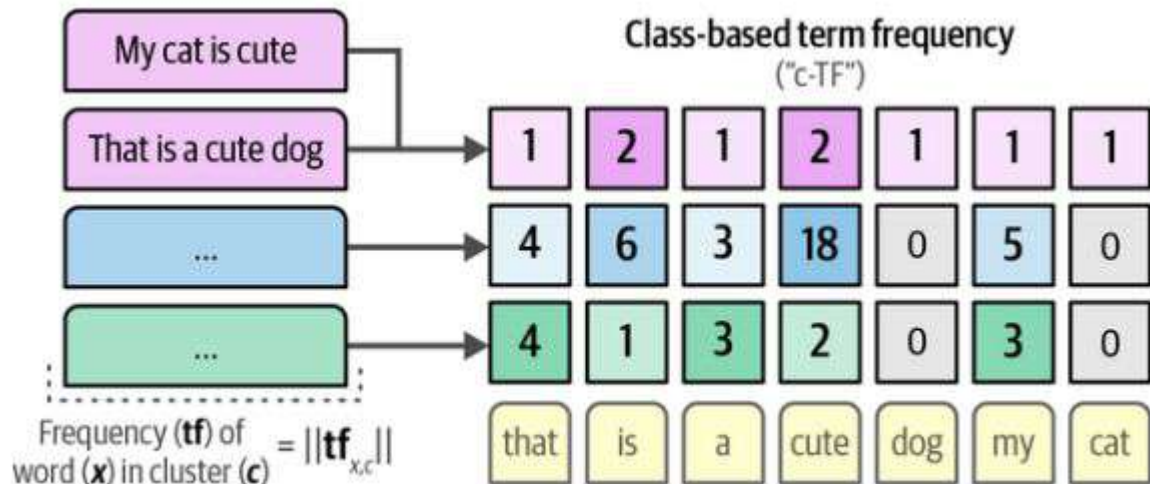 My cat is cute
That is a cute dog
...
...
Frequency (tf) of
word (x) in cluster (c) = ||tf x,c||
Class-based term frequency
("c-TF")
1 2 1 2 1 1 1
4 6 3 18 0 5 0
4 1 3 2 0 3 0
that is a cute dog my cat